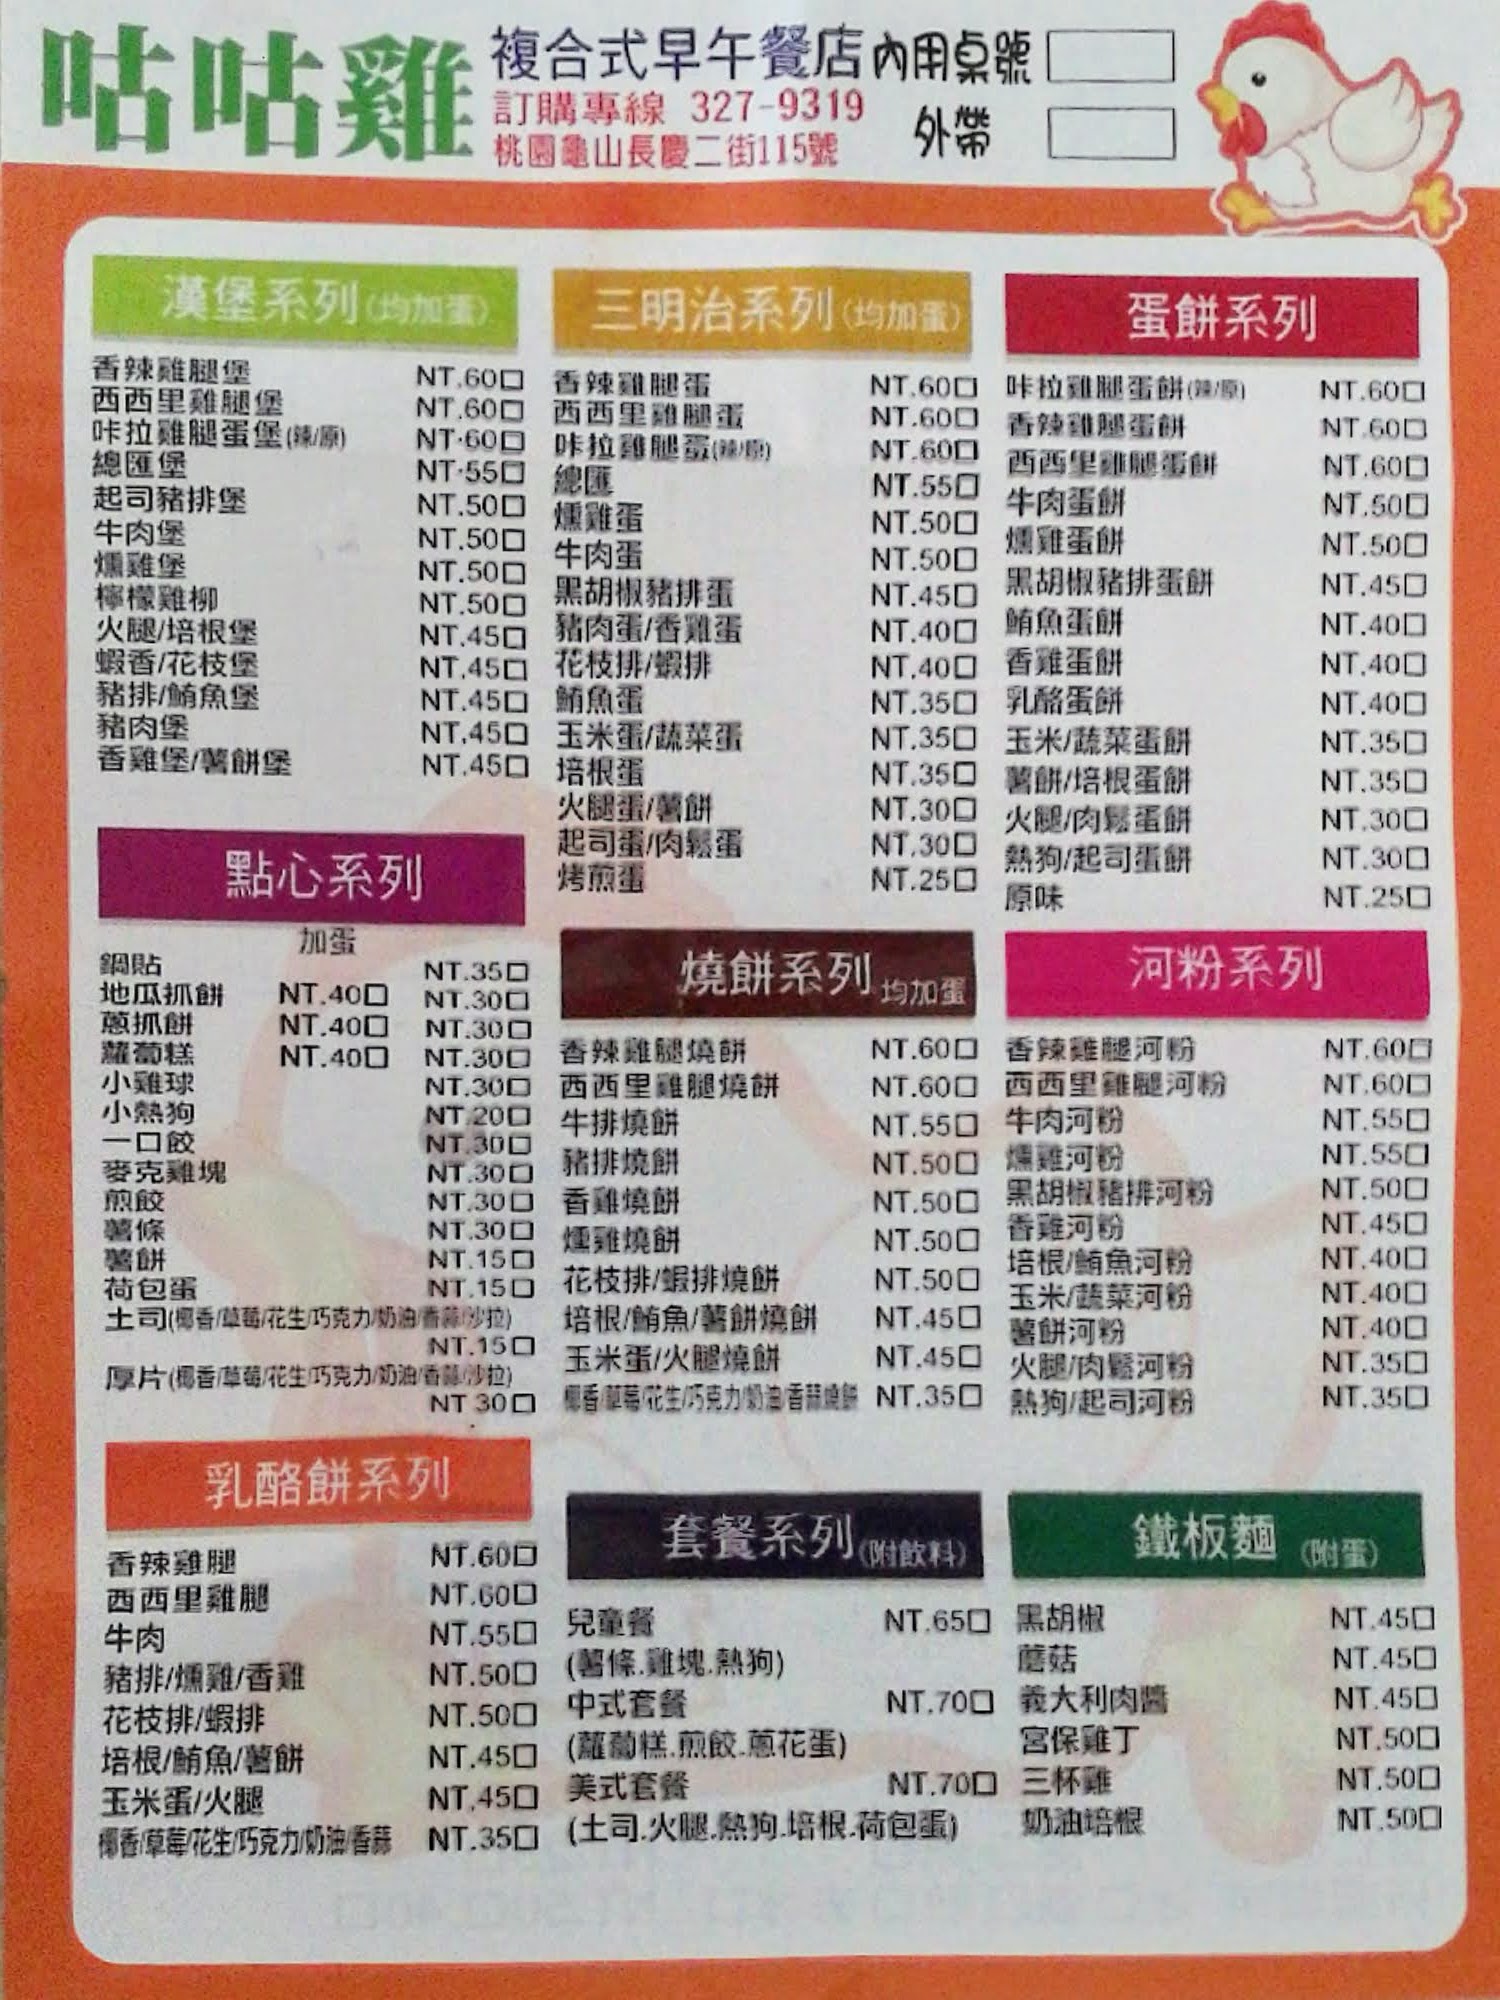 咕咕雞
複合式早午餐店
訂購專線 327-9319
桃園龜山長慶二街115號
內用桌號
外帶
漢堡系列(均加蛋)
香辣雞腿堡 NT.60□
西西里雞腿堡 NT.60□
咔拉雞腿蛋堡(辣/原) NT.60□
總匯堡 NT.55□
起司豬排堡 NT.50□
牛肉堡 NT.50□
燻雞堡 NT.50□
檸檬雞柳 NT.50□
火腿/培根堡 NT.45□
蝦香/花枝堡 NT.45□
豬排/鮪魚堡 NT.45□
豬肉堡 NT.45□
香雞堡/薯餅堡 NT.45□
點心系列
加蛋
鍋貼 NT.35□
地瓜抓餅 NT.40□ NT.30□
蔥抓餅 NT.40□ NT.30□
蘿蔔糕 NT.40□ NT.30□
小雞球 NT.30□
小熱狗 NT.20□
一口餃 NT.30□
麥克雞塊 NT.30□
煎餃 NT.30□
薯條 NT.30□
薯餅 NT.15□
荷包蛋 NT.15□
土司(椰香/草莓/花生/巧克力/奶油/香蒜/沙拉)
NT.15□
厚片(椰香/草莓/花生/巧克力/奶油/香蒜/沙拉)
NT 30□
乳酪餅系列
香辣雞腿 NT.60□
西西里雞腿 NT.60□
牛肉 NT.55□
豬排/燻雞/香雞 NT.50□
花枝排/蝦排 NT.50□
培根/鮪魚/薯餅 NT.45□
玉米蛋/火腿 NT.45□
椰香/草莓/花生/巧克力/奶油/香蒜 NT.35□
三明治系列(均加蛋)
香辣雞腿蛋 NT.60□
西西里雞腿蛋 NT.60□
咔拉雞腿蛋(辣/原) NT.60□
總匯 NT.55□
燻雞蛋 NT.50□
牛肉蛋 NT.50□
黑胡椒豬排蛋 NT.45□
豬肉蛋/香雞蛋 NT.40□
花枝排/蝦排 NT.40□
鮪魚蛋 NT.35□
玉米蛋/蔬菜蛋 NT.35□
培根蛋 NT.35□
火腿蛋/薯餅 NT.30□
起司蛋/肉鬆蛋 NT.30□
烤煎蛋 NT.25□
燒餅系列 均加蛋
香辣雞腿燒餅 NT.60□
西西里雞腿燒餅 NT.60□
牛排燒餅 NT.55□
豬排燒餅 NT.50□
香雞燒餅 NT.50□
燻雞燒餅 NT.50□
花枝排/蝦排燒餅 NT.50□
培根/鮪魚/薯餅燒餅 NT.45□
玉米蛋/火腿燒餅 NT.45□
椰香/草莓/花生/巧克力/奶油/香蒜燒餅 NT.35□
套餐系列(附飲料)
兒童餐 NT.65□
(薯條.雞塊.熱狗)
中式套餐 NT.70□
(蘿蔔糕.煎餃.蔥花蛋)
美式套餐 NT.70□
(土司.火腿.熱狗.培根.荷包蛋)
蛋餅系列
咔拉雞腿蛋餅(辣/原) NT.60□
香辣雞腿蛋餅 NT.60□
西西里雞腿蛋餅 NT.60□
牛肉蛋餅 NT.50□
燻雞蛋餅 NT.50□
黑胡椒豬排蛋餅 NT.45□
鮪魚蛋餅 NT.40□
香雞蛋餅 NT.40□
乳酪蛋餅 NT.40□
玉米/蔬菜蛋餅 NT.35□
薯餅/培根蛋餅 NT.35□
火腿/肉鬆蛋餅 NT.30□
熱狗/起司蛋餅 NT.30□
原味 NT.25□
河粉系列
香辣雞腿河粉 NT.60□
西西里雞腿河粉 NT.60□
牛肉河粉 NT.55□
燻雞河粉 NT.55□
黑胡椒豬排河粉 NT.50□
香雞河粉 NT.45□
培根/鮪魚河粉 NT.40□
玉米/蔬菜河粉 NT.40□
薯餅河粉 NT.40□
火腿/肉鬆河粉 NT.35□
熱狗/起司河粉 NT.35□
鐵板麵 (附蛋)
黑胡椒 NT.45□
蘑菇 NT.45□
義大利肉醬 NT.45□
宮保雞丁 NT.50□
三杯雞 NT.50□
奶油培根 NT.50□